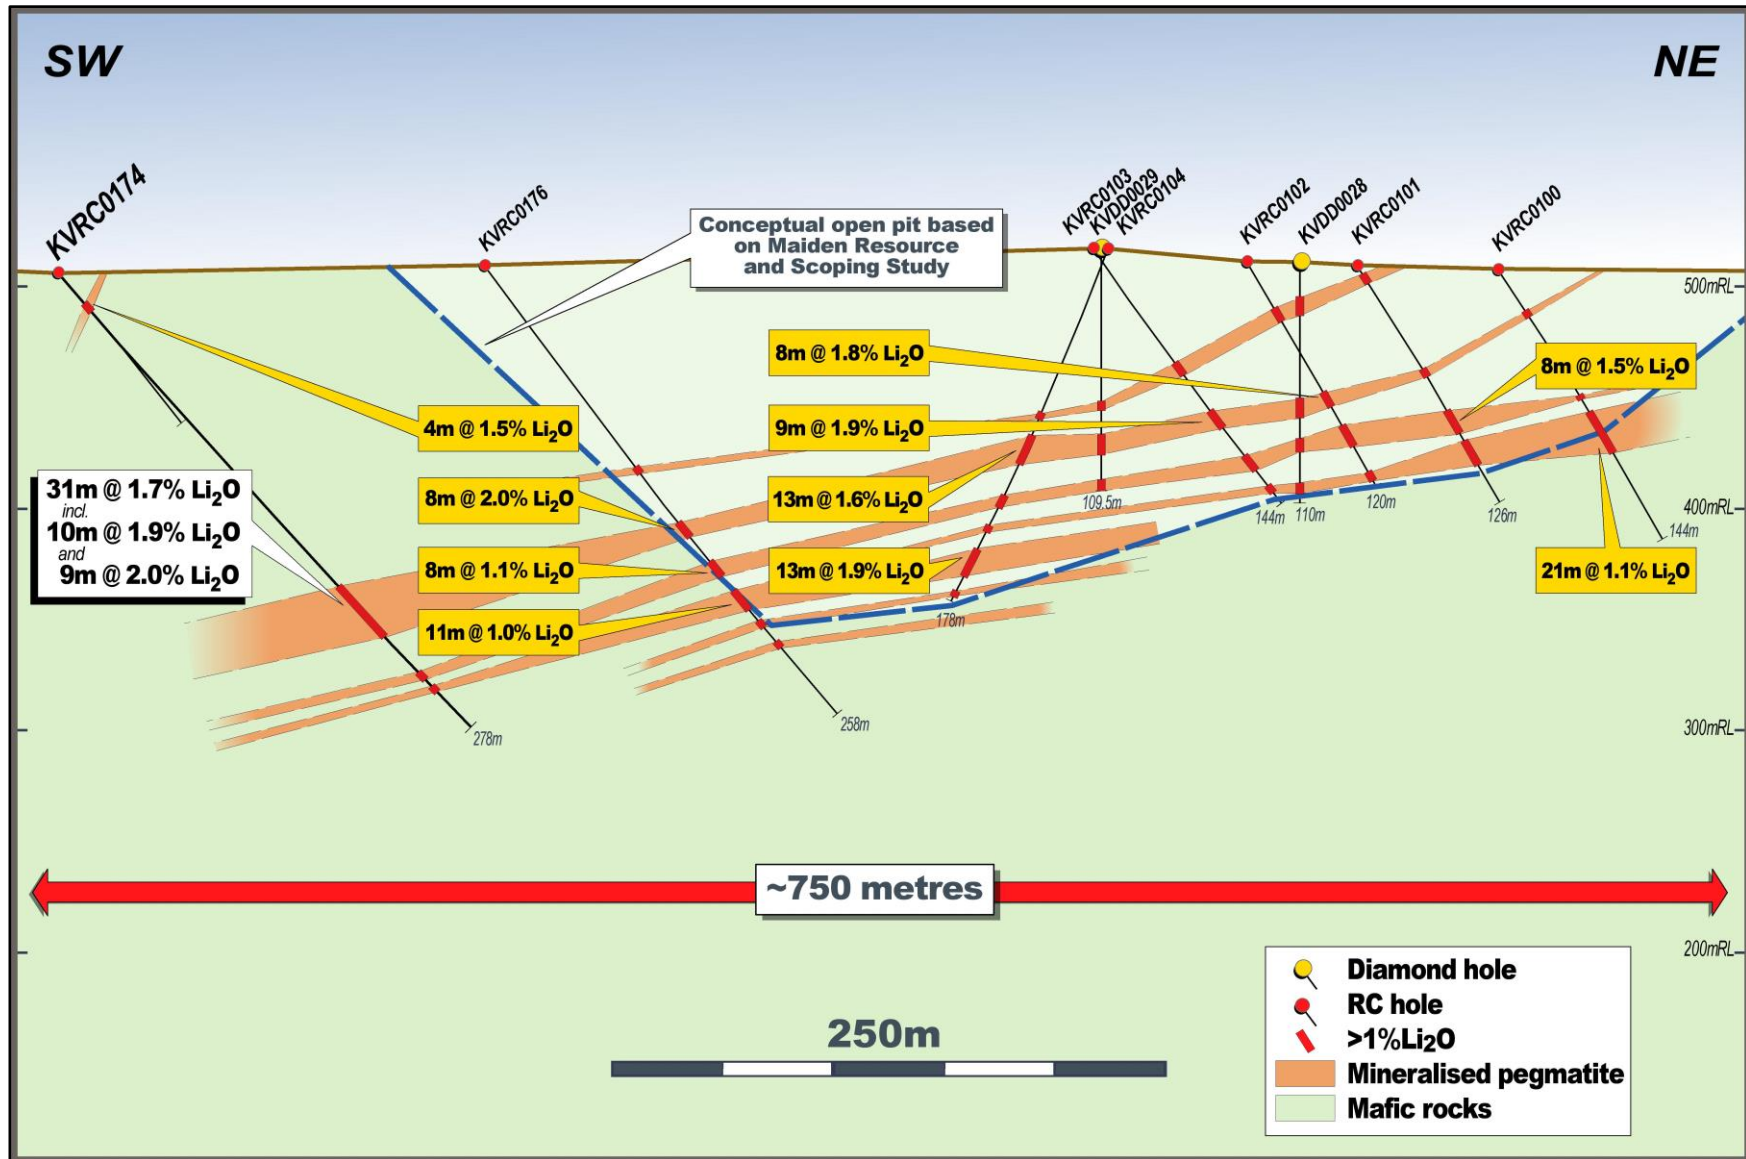 SW
NE
KVRC0174
KVRC0176
KVRC0103
KVDD0029
KVRC0104
KVRC0102
KVDD0028
KVRC0101
KVRC0100
Conceptual open pit based
on Maiden Resource
and Scoping Study
500mRL
8m @ 1.8% Li₂O
8m @ 1.5% Li₂O
4m @ 1.5% Li₂O
9m @ 1.9% Li₂O
31m @ 1.7% Li₂O
incl.
10m @ 1.9% Li₂O
and
9m @ 2.0% Li₂O
8m @ 2.0% Li₂O
13m @ 1.6% Li₂O
109.5m
144m
110m
120m
126m
400mRL
144m
8m @ 1.1% Li₂O
13m @ 1.9% Li₂O
21m @ 1.1% Li₂O
11m @ 1.0% Li₂O
178m
278m
258m
300mRL
~750 metres
200mRL
250m
Diamond hole
RC hole
>1%Li₂O
Mineralised pegmatite
Mafic rocks